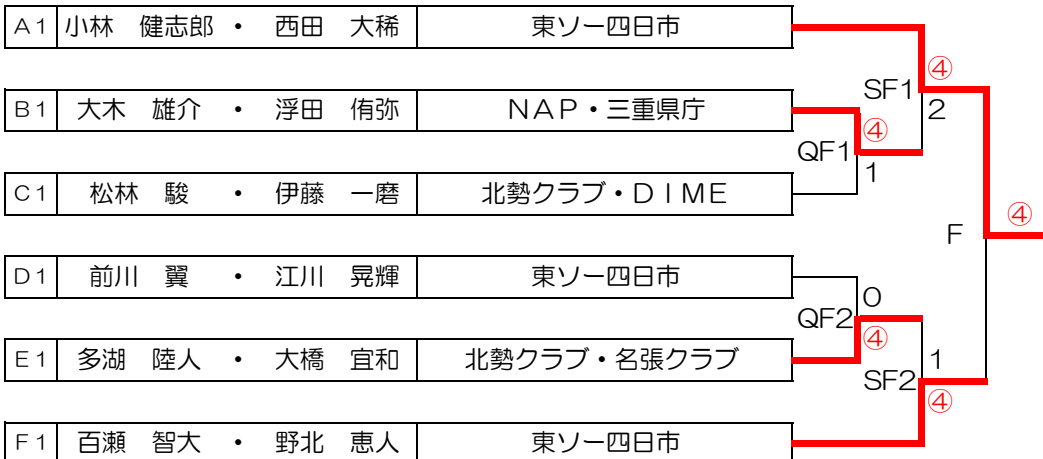 A1 小林 健志郎 ・ 西田 大稀 東ソー四日市
④
SF1
2
B1 大木 雄介 ・ 浮田 侑弥 NAP・三重県庁
④
QF1
1
C1 松林 駿 ・ 伊藤 一磨 北勢クラブ・DIME
④
F
D1 前川 翼 ・ 江川 晃輝 東ソー四日市
0
QF2
④
E1 多湖 陸人 ・ 大橋 宜和 北勢クラブ・名張クラブ
1
SF2
④
F1 百瀬 智大 ・ 野北 恵人 東ソー四日市